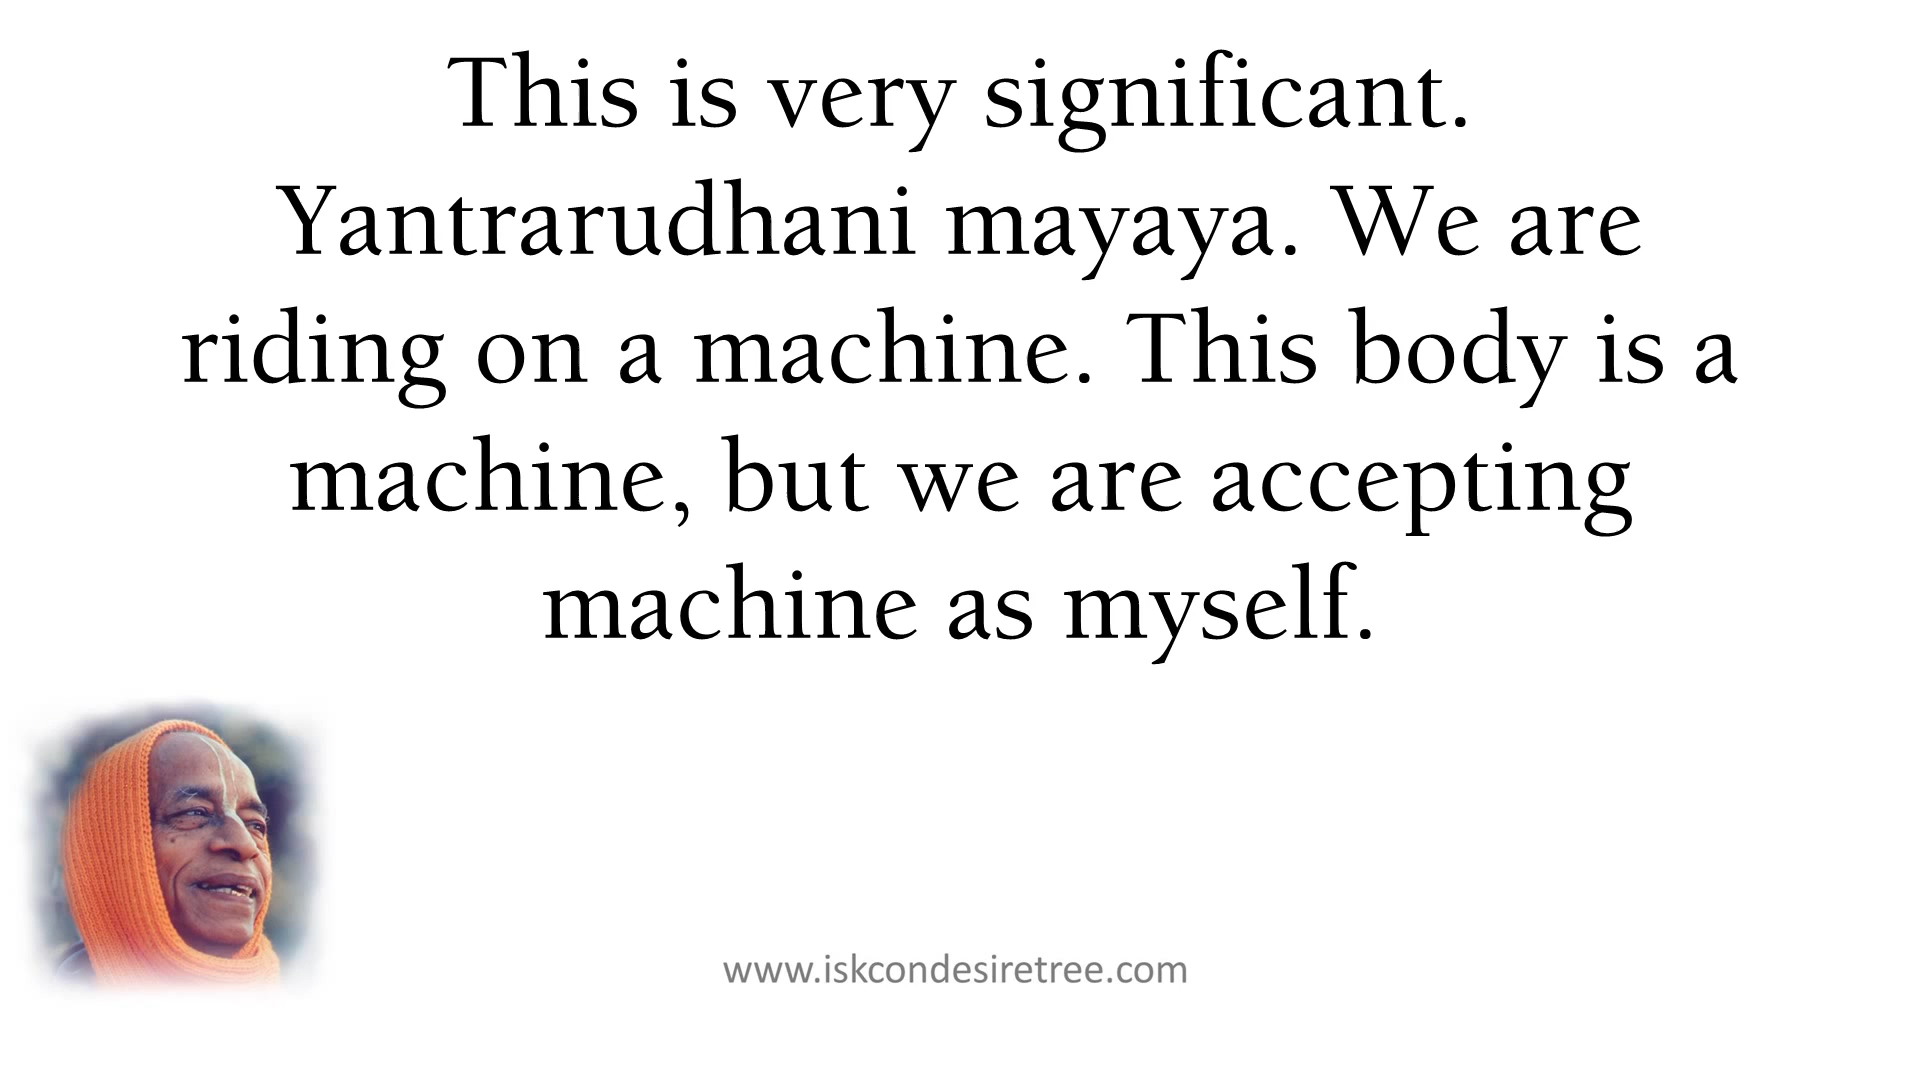 This is very significant.
Yantrarudhani mayaya. We are
riding on a machine. This body is a
machine, but we are accepting
machine as myself.
www.iskcondesiretree.com